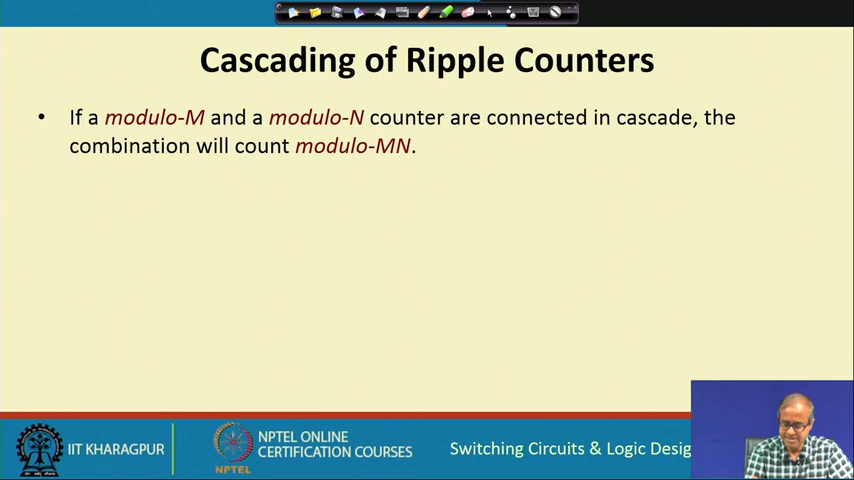 Cascading of Ripple Counters
• If a modulo-M and a modulo-N counter are connected in cascade, the
combination will count modulo-MN.
IIT KHARAGPUR
NPTEL
NPTEL ONLINE
CERTIFICATION COURSES
Switching Circuits & Logic Desig